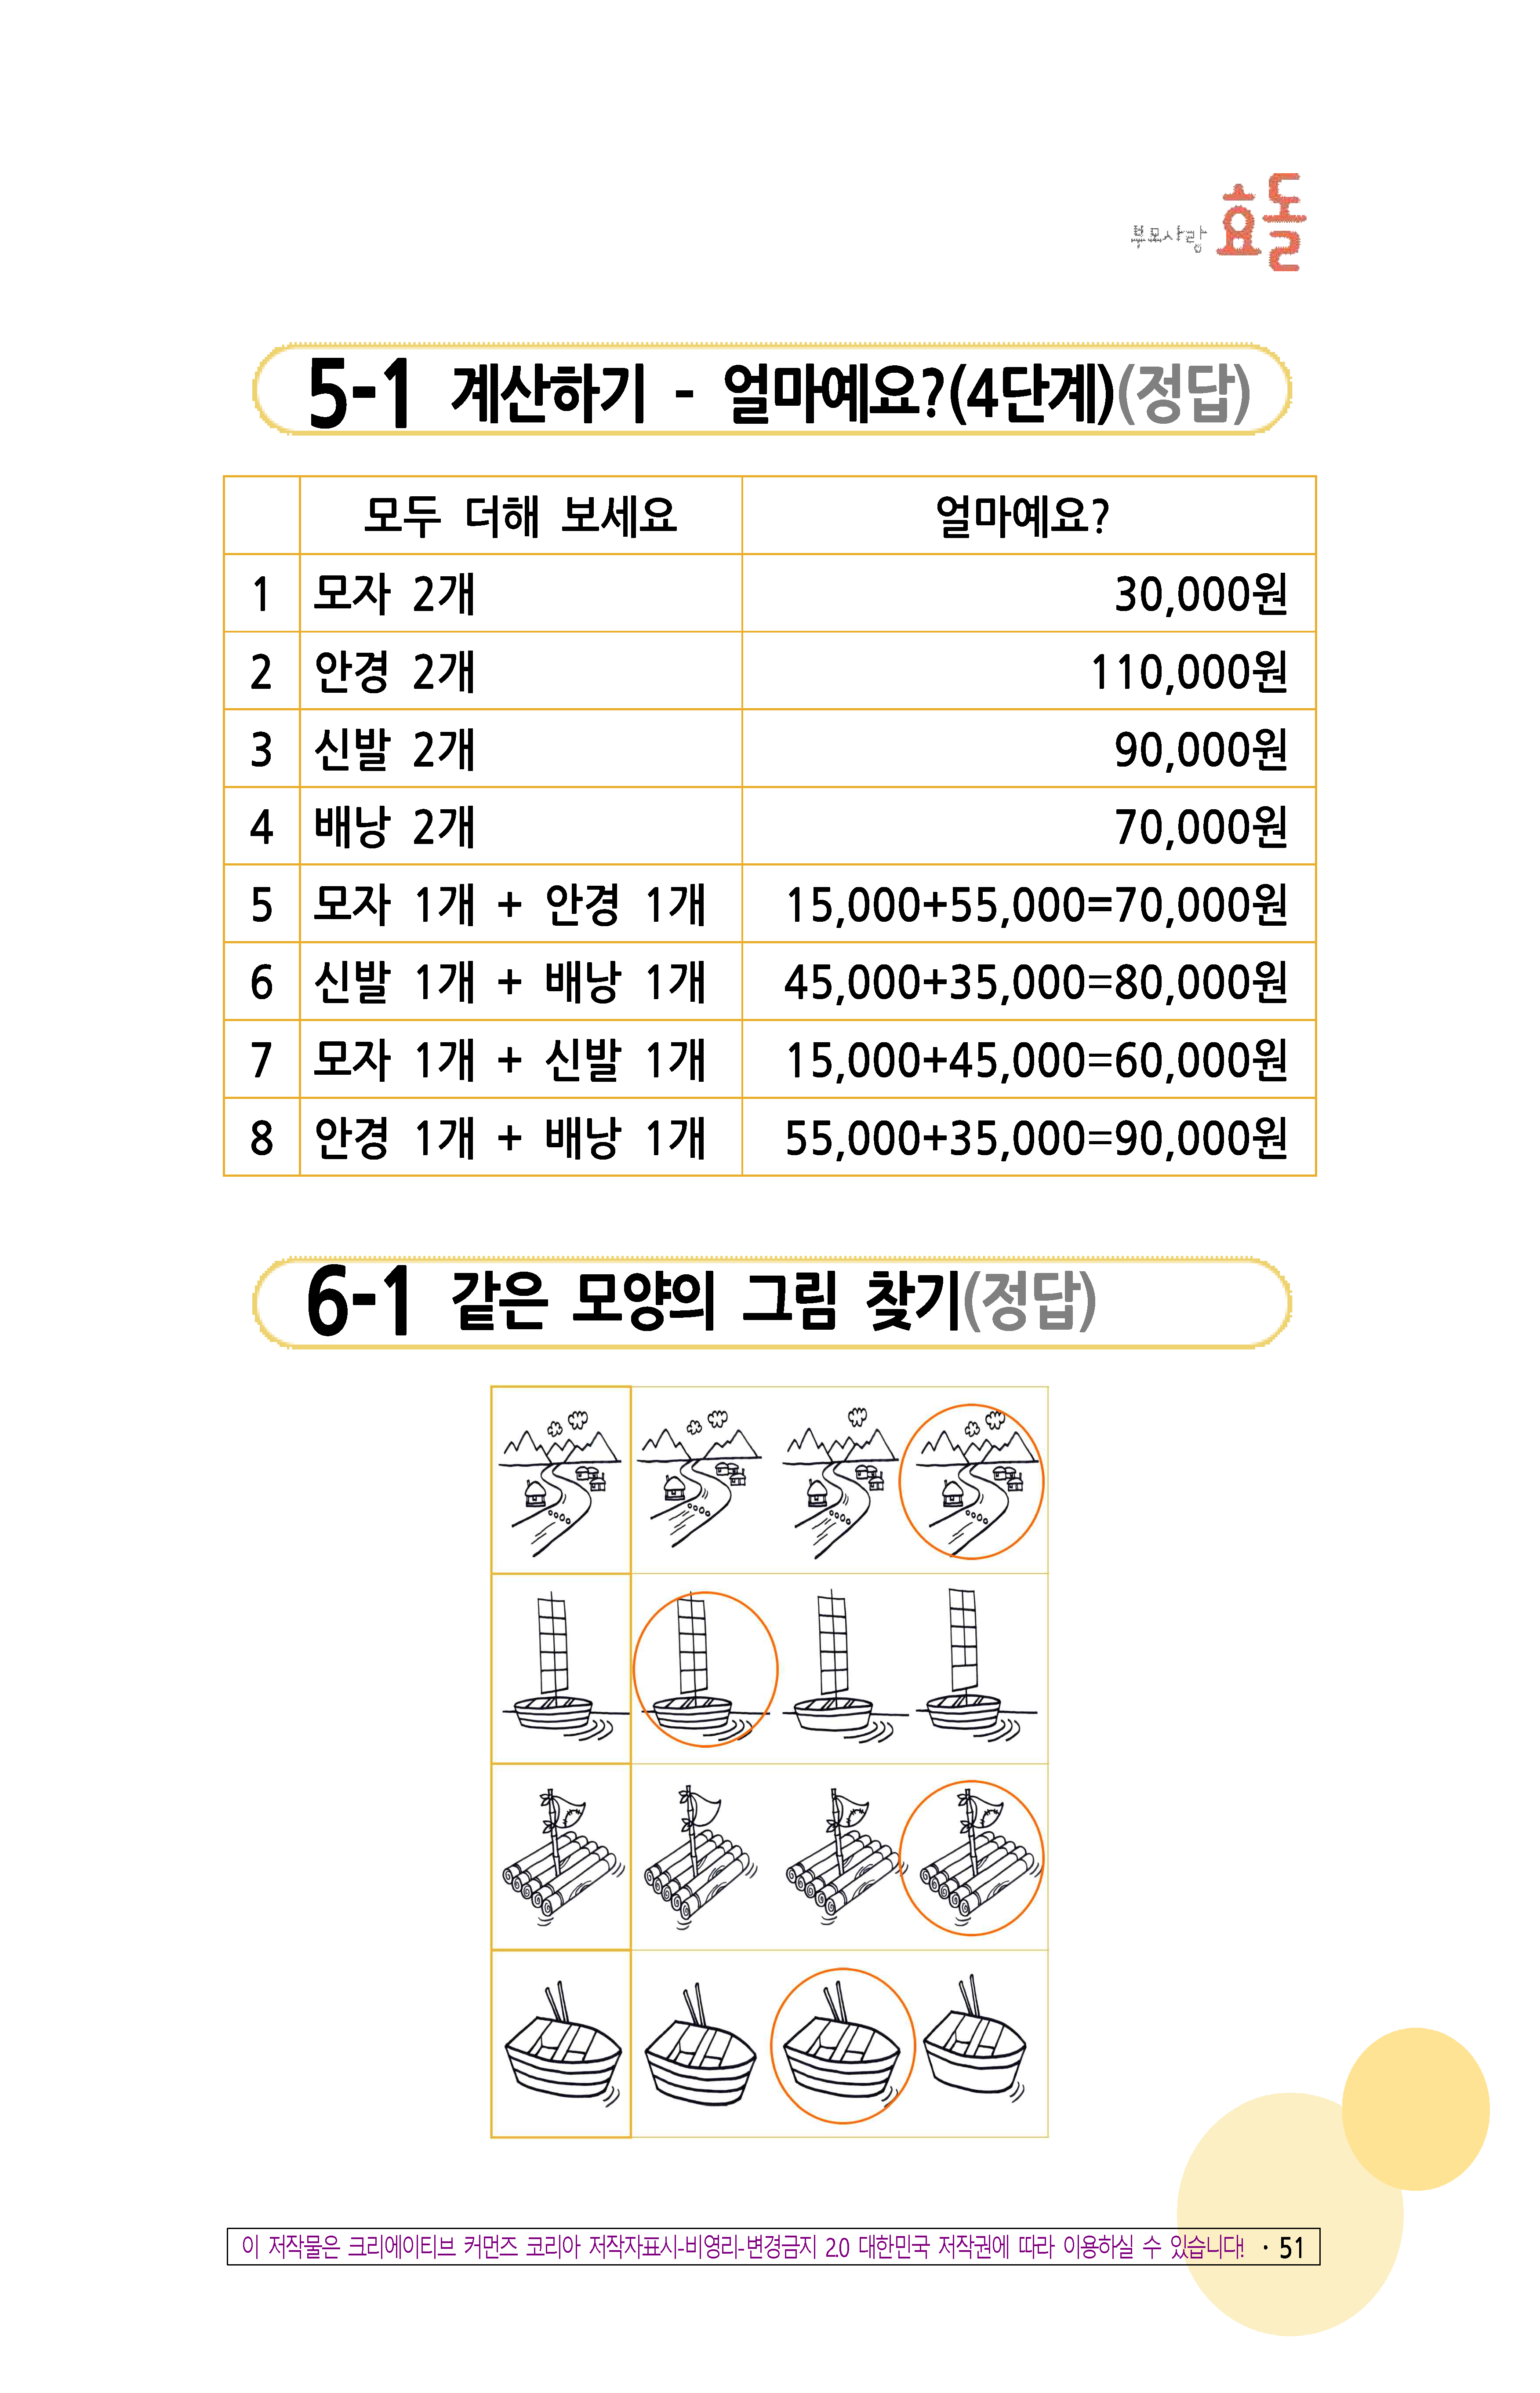 부모사랑 효돌
5-1 계산하기 - 얼마예요?(4단계)(정답)
모두 더해 보세요 얼마예요?
1 모자 2개 30,000원
2 안경 2개 110,000원
3 신발 2개 90,000원
4 배낭 2개 70,000원
5 모자 1개 + 안경 1개 15,000+55,000=70,000원
6 신발 1개 + 배낭 1개 45,000+35,000=80,000원
7 모자 1개 + 신발 1개 15,000+45,000=60,000원
8 안경 1개 + 배낭 1개 55,000+35,000=90,000원
6-1 같은 모양의 그림 찾기(정답)
이 저작물은 크리에이티브 커먼즈 코리아 저작자표시-비영리-변경금지 2.0 대한민국 저작권에 따라 이용하실 수 있습니다! · 51